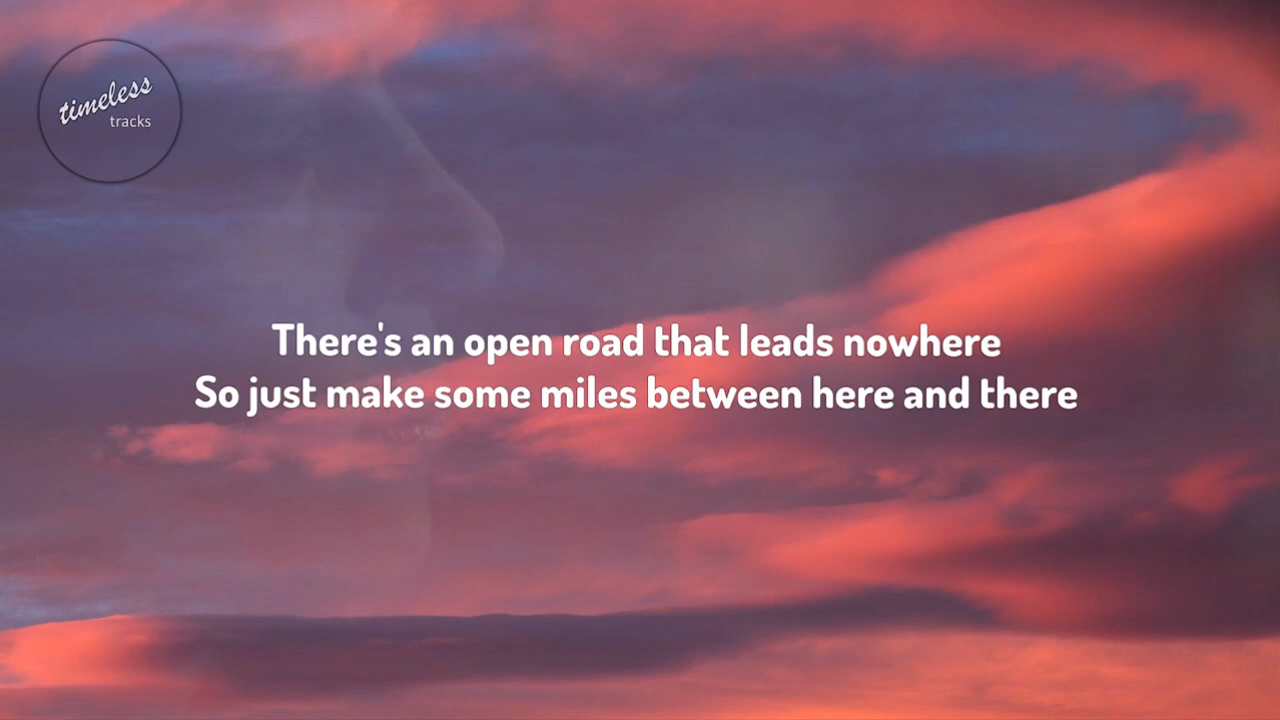 timeless
tracks
There's an open road that leads nowhere
So just make some miles between here and there